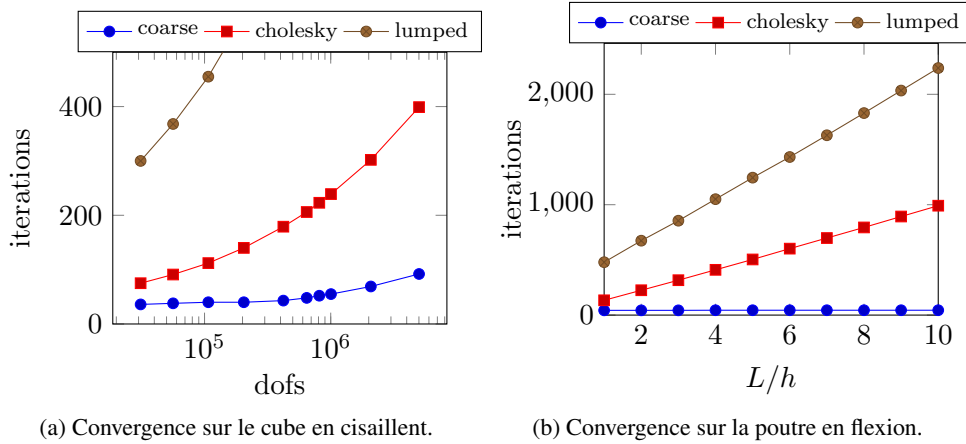 coarse cholesky lumped
400
200
0
10^5 10^6
iterations
dofs
(a) Convergence sur le cube en cisaillent.
coarse cholesky lumped
2,000
1,000
0
2 4 6 8 10
iterations
L/h
(b) Convergence sur la poutre en flexion.